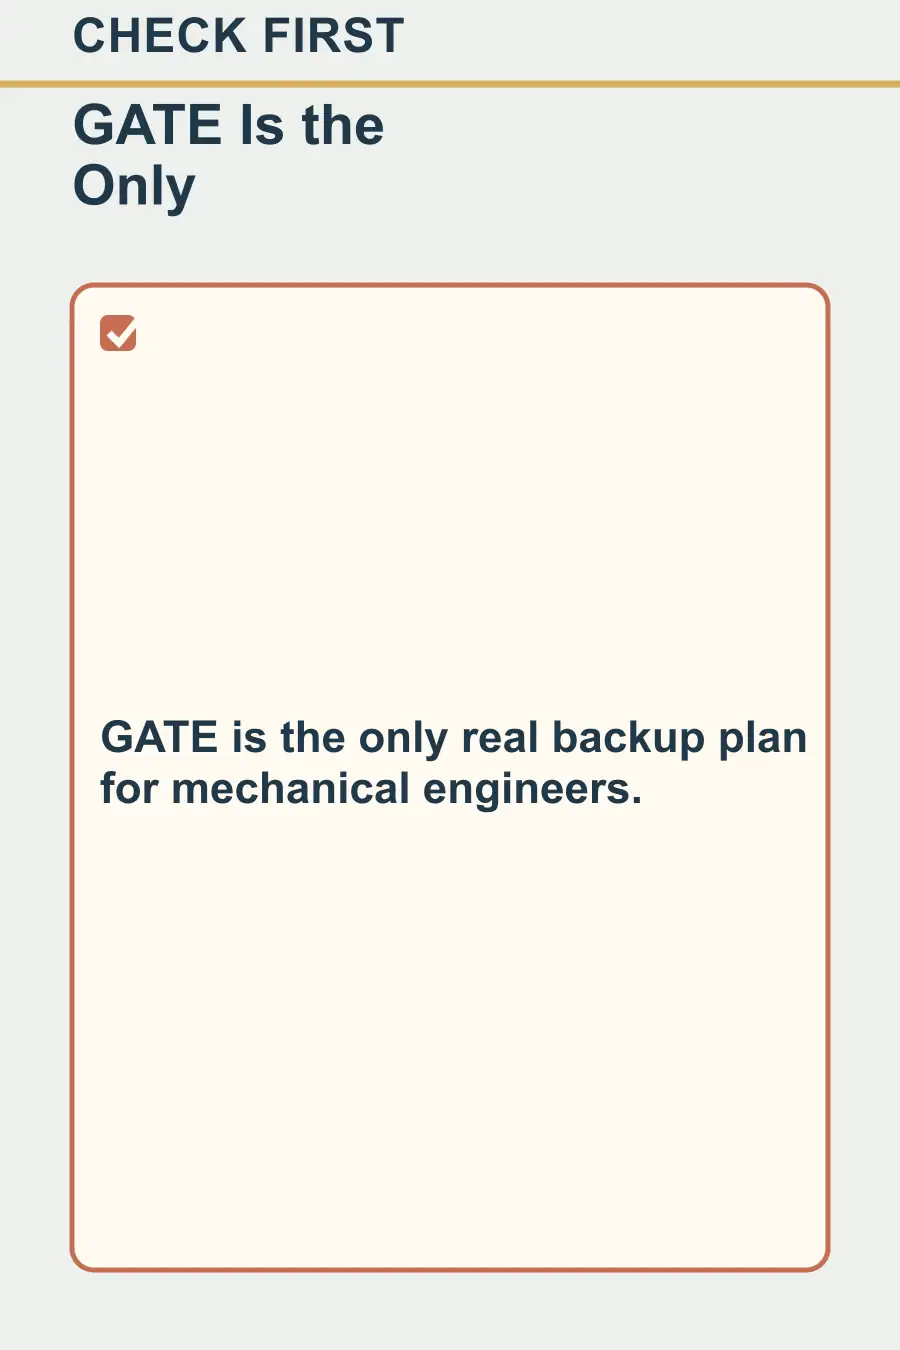 CHECK FIRST
GATE Is the
Only
GATE is the only real backup plan
for mechanical engineers.